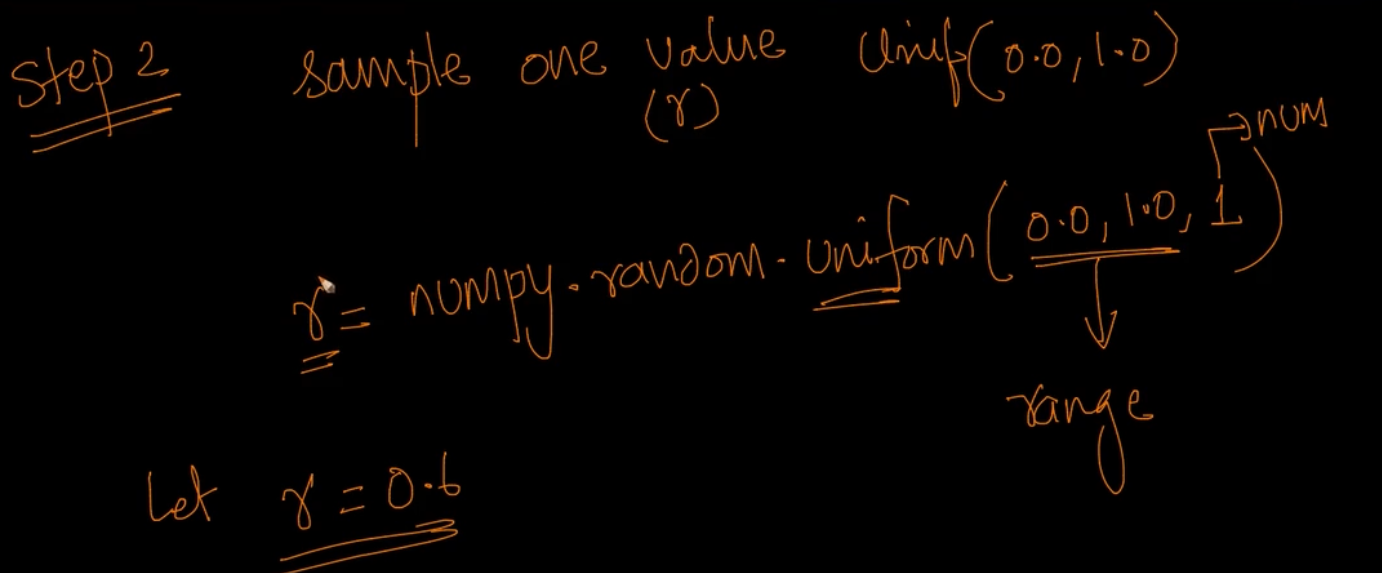 Step 2 sample one value Unif(0.0, 1.0)
(r)
num
r = numpy.random.uniform(0.0, 1.0, 1)
range
Let r = 0.6